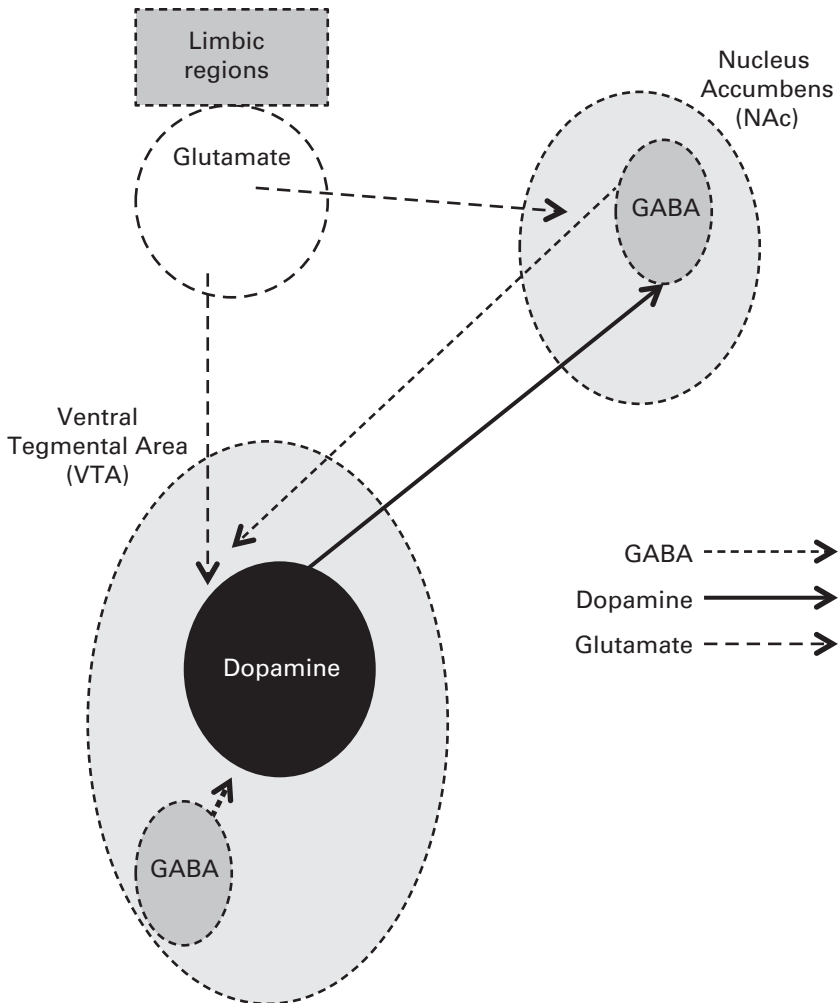 Limbic
regions
Glutamate
Nucleus
Accumbens
(NAc)
GABA
Ventral
Tegmental Area
(VTA)
Dopamine
GABA
GABA
Dopamine
Glutamate